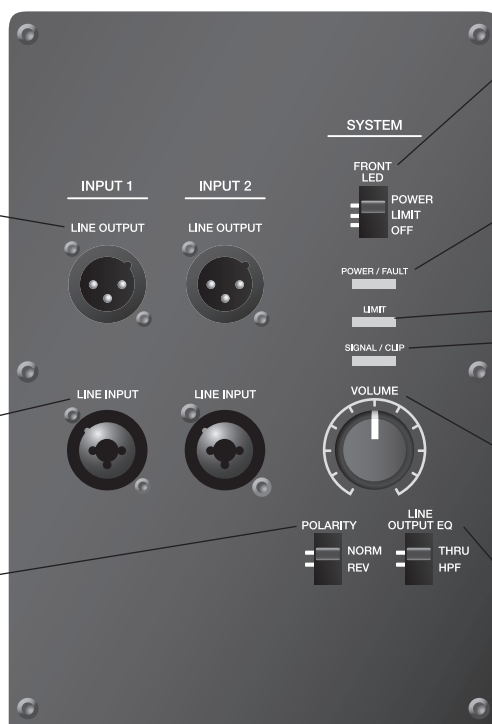 SYSTEM
FRONT
LED
POWER
LIMIT
OFF
INPUT 1
INPUT 2
LINE OUTPUT
LINE OUTPUT
POWER / FAULT
LIMIT
SIGNAL / CLIP
LINE INPUT
LINE INPUT
VOLUME
POLARITY
NORM
REV
LINE
OUTPUT EQ
THRU
HPF